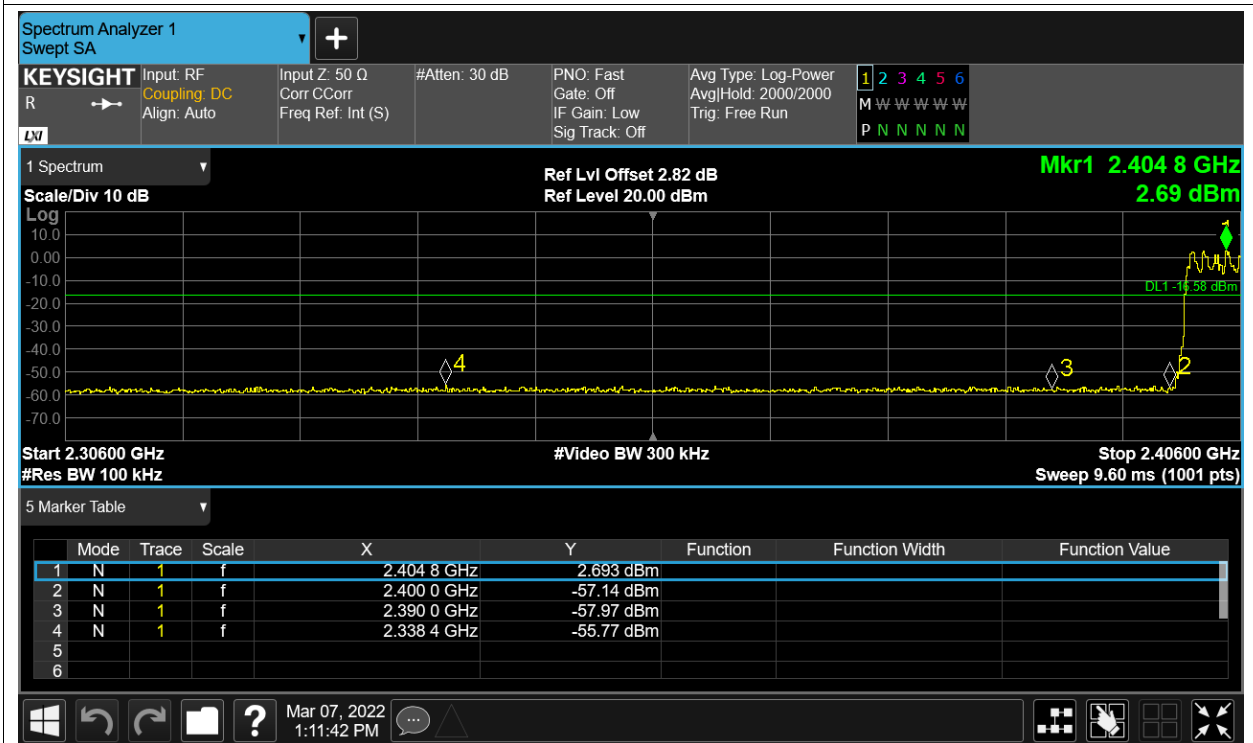 Spectrum Analyzer 1
Swept SA
KEYSIGHT
R
LXI
Input: RF
Coupling: DC
Align: Auto
Input Z: 50 Ω
Corr CCorr
Freq Ref: Int (S)
#Atten: 30 dB
PNO: Fast
Gate: Off
IF Gain: Low
Sig Track: Off
Avg Type: Log-Power
Avg|Hold: 2000/2000
Trig: Free Run
1 2 3 4 5 6
M W W W W W
P N N N N N
1 Spectrum
Scale/Div 10 dB
Ref Lvl Offset 2.82 dB
Ref Level 20.00 dBm
Mkr1 2.404 8 GHz
2.69 dBm
Log
10.0
0.00
-10.0
-20.0
-30.0
-40.0
-50.0
-60.0
-70.0
1
DL1 -16.58 dBm
4
3
2
Start 2.30600 GHz
#Video BW 300 kHz
Stop 2.40600 GHz
#Res BW 100 kHz
Sweep 9.60 ms (1001 pts)
5 Marker Table
Mode Trace Scale X Y Function Function Width Function Value
1 N 1 f 2.404 8 GHz 2.693 dBm
2 N 1 f 2.400 0 GHz -57.14 dBm
3 N 1 f 2.390 0 GHz -57.97 dBm
4 N 1 f 2.338 4 GHz -55.77 dBm
5
6
?
Mar 07, 2022
1:11:42 PM